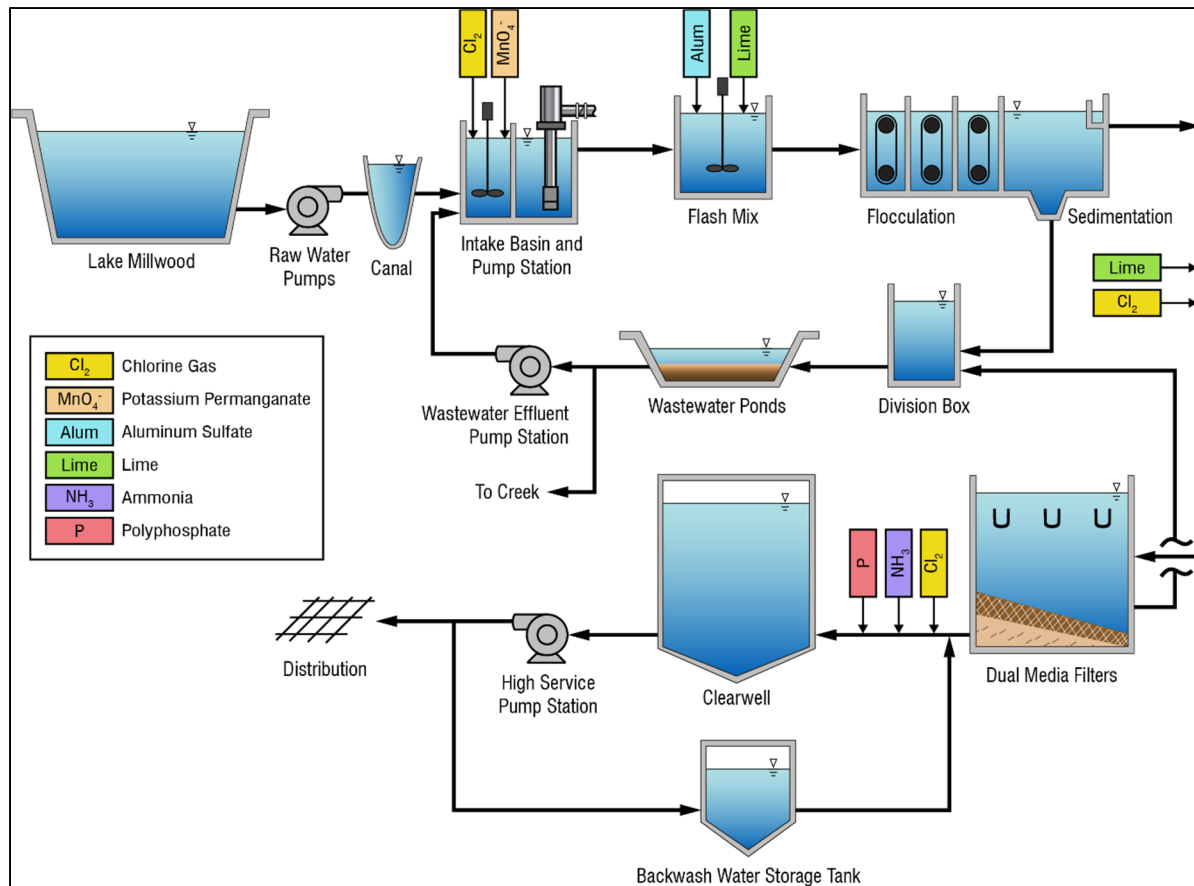 Cl2
MnO4-
Alum
Lime
Lake Millwood
Raw Water
Pumps
Canal
Intake Basin and
Pump Station
Flash Mix
Flocculation
Sedimentation
Lime
Cl2
Cl2 Chlorine Gas
MnO4- Potassium Permanganate
Alum Aluminum Sulfate
Lime Lime
NH3 Ammonia
P Polyphosphate
Wastewater Effluent
Pump Station
Wastewater Ponds
Division Box
To Creek
P
NH3
Cl2
Distribution
High Service
Pump Station
Clearwell
Dual Media Filters
Backwash Water Storage Tank